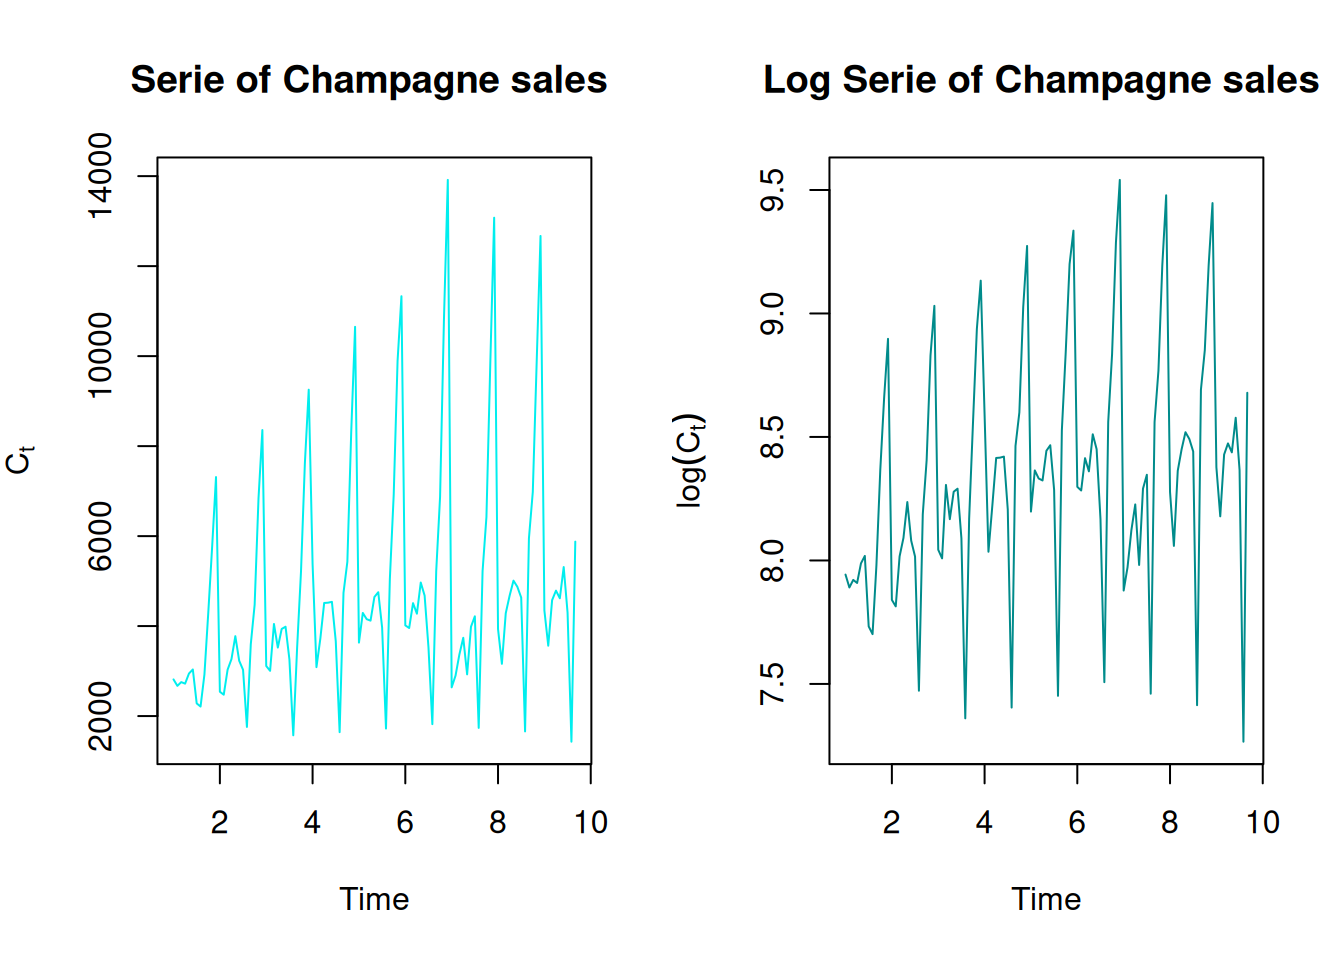 Serie of Champagne sales
Ct
14000
10000
6000
2000
2 4 6 8 10
Time
Log Serie of Champagne sales
log(Ct)
9.5
9.0
8.5
8.0
7.5
2 4 6 8 10
Time